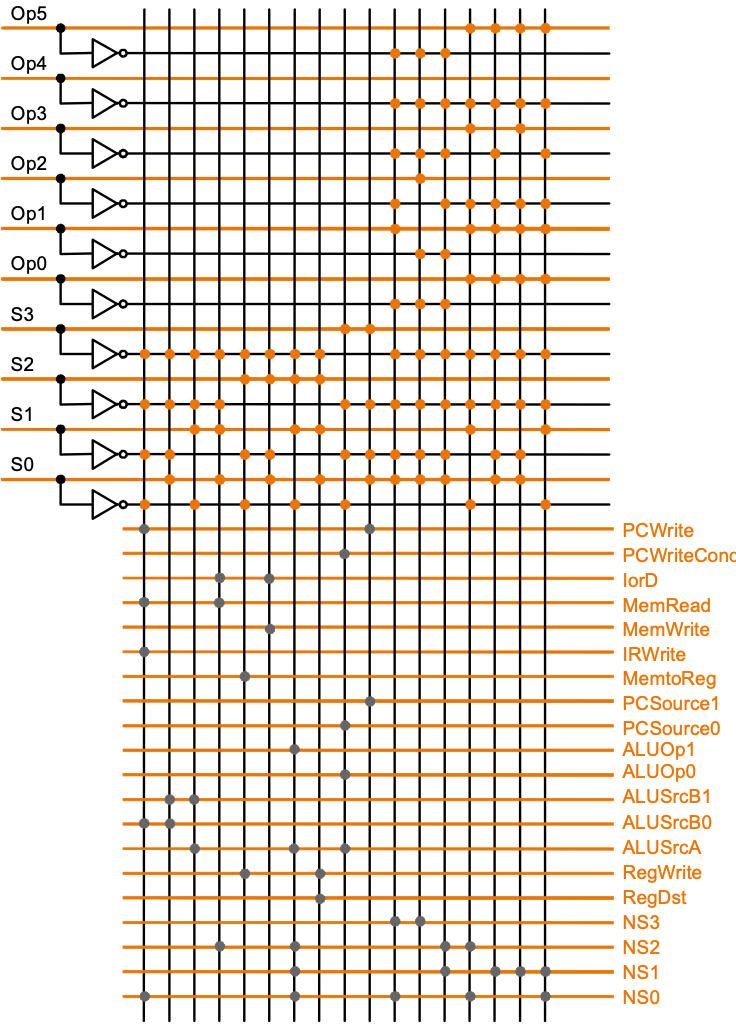 Op5
Op4
Op3
Op2
Op1
Op0
S3
S2
S1
S0
PCWrite
PCWriteCond
IorD
MemRead
MemWrite
IRWrite
MemtoReg
PCSource1
PCSource0
ALUOp1
ALUOp0
ALUSrcB1
ALUSrcB0
ALUSrcA
RegWrite
RegDst
NS3
NS2
NS1
NS0